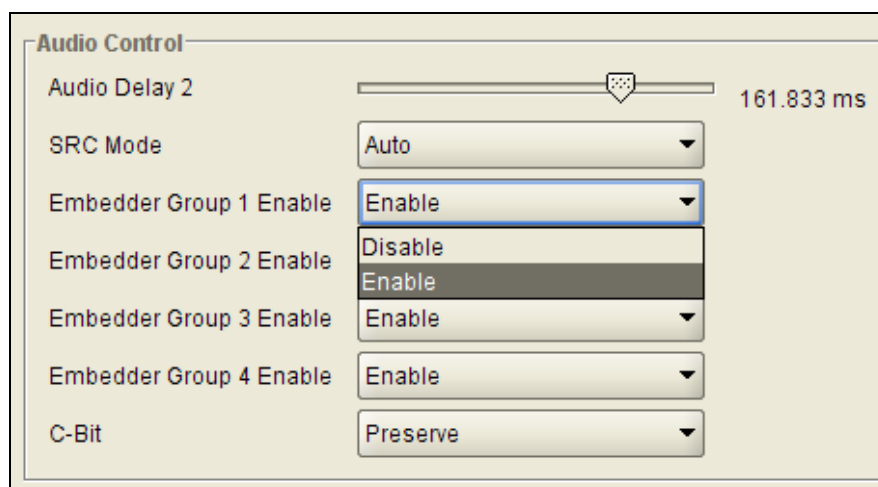 Audio Control
Audio Delay 2
161.833 ms
SRC Mode
Auto
Embedder Group 1 Enable
Enable
Disable
Embedder Group 2 Enable
Enable
Embedder Group 3 Enable
Enable
Embedder Group 4 Enable
Enable
C-Bit
Preserve